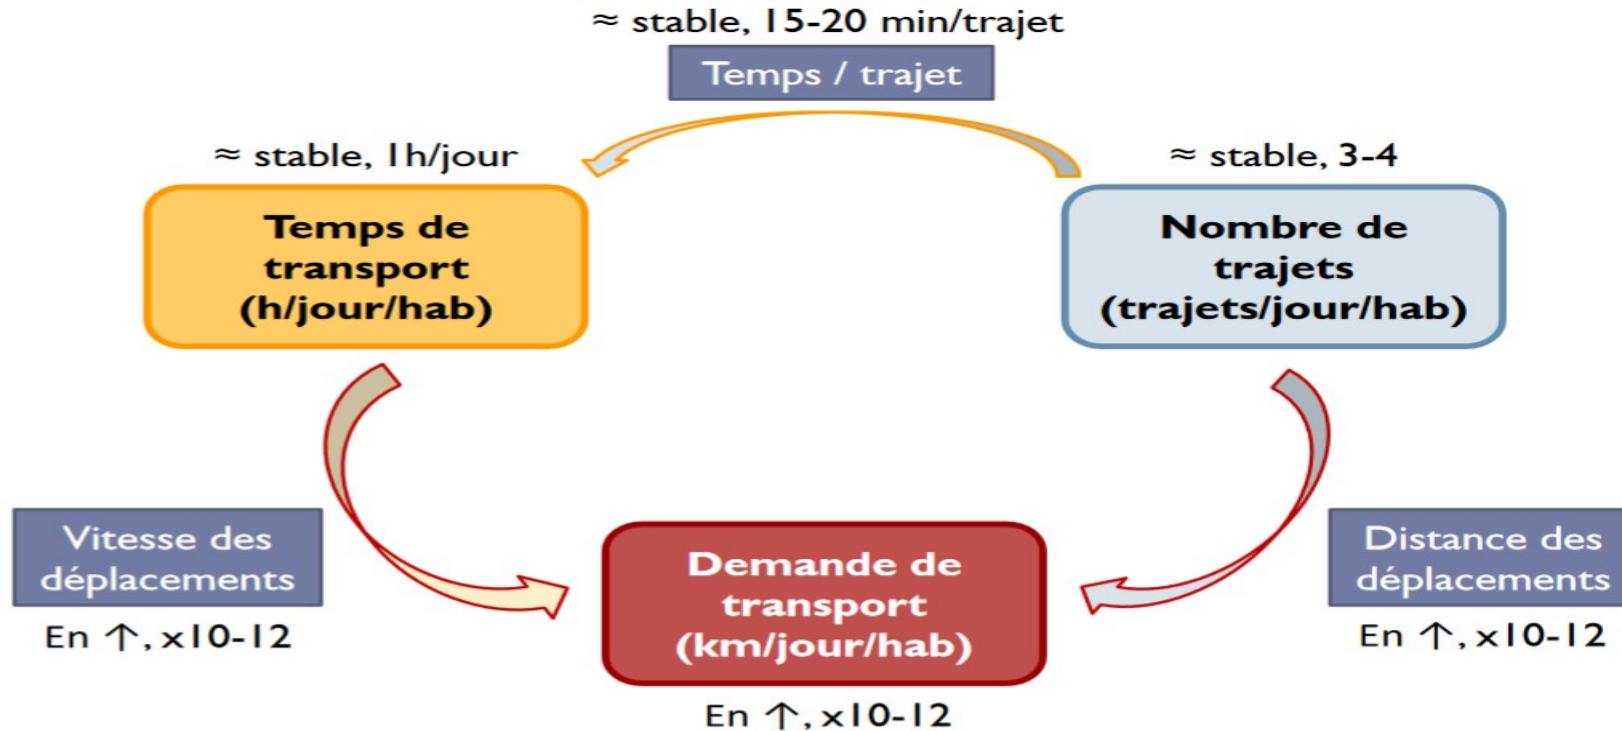 ≈ stable, 15-20 min/trajet
Temps / trajet
≈ stable, 1h/jour
≈ stable, 3-4
Temps de
transport
(h/jour/hab)
Nombre de
trajets
(trajets/jour/hab)
Vitesse des
déplacements
En ↑, x10-12
Demande de
transport
(km/jour/hab)
En ↑, x10-12
Distance des
déplacements
En ↑, x10-12